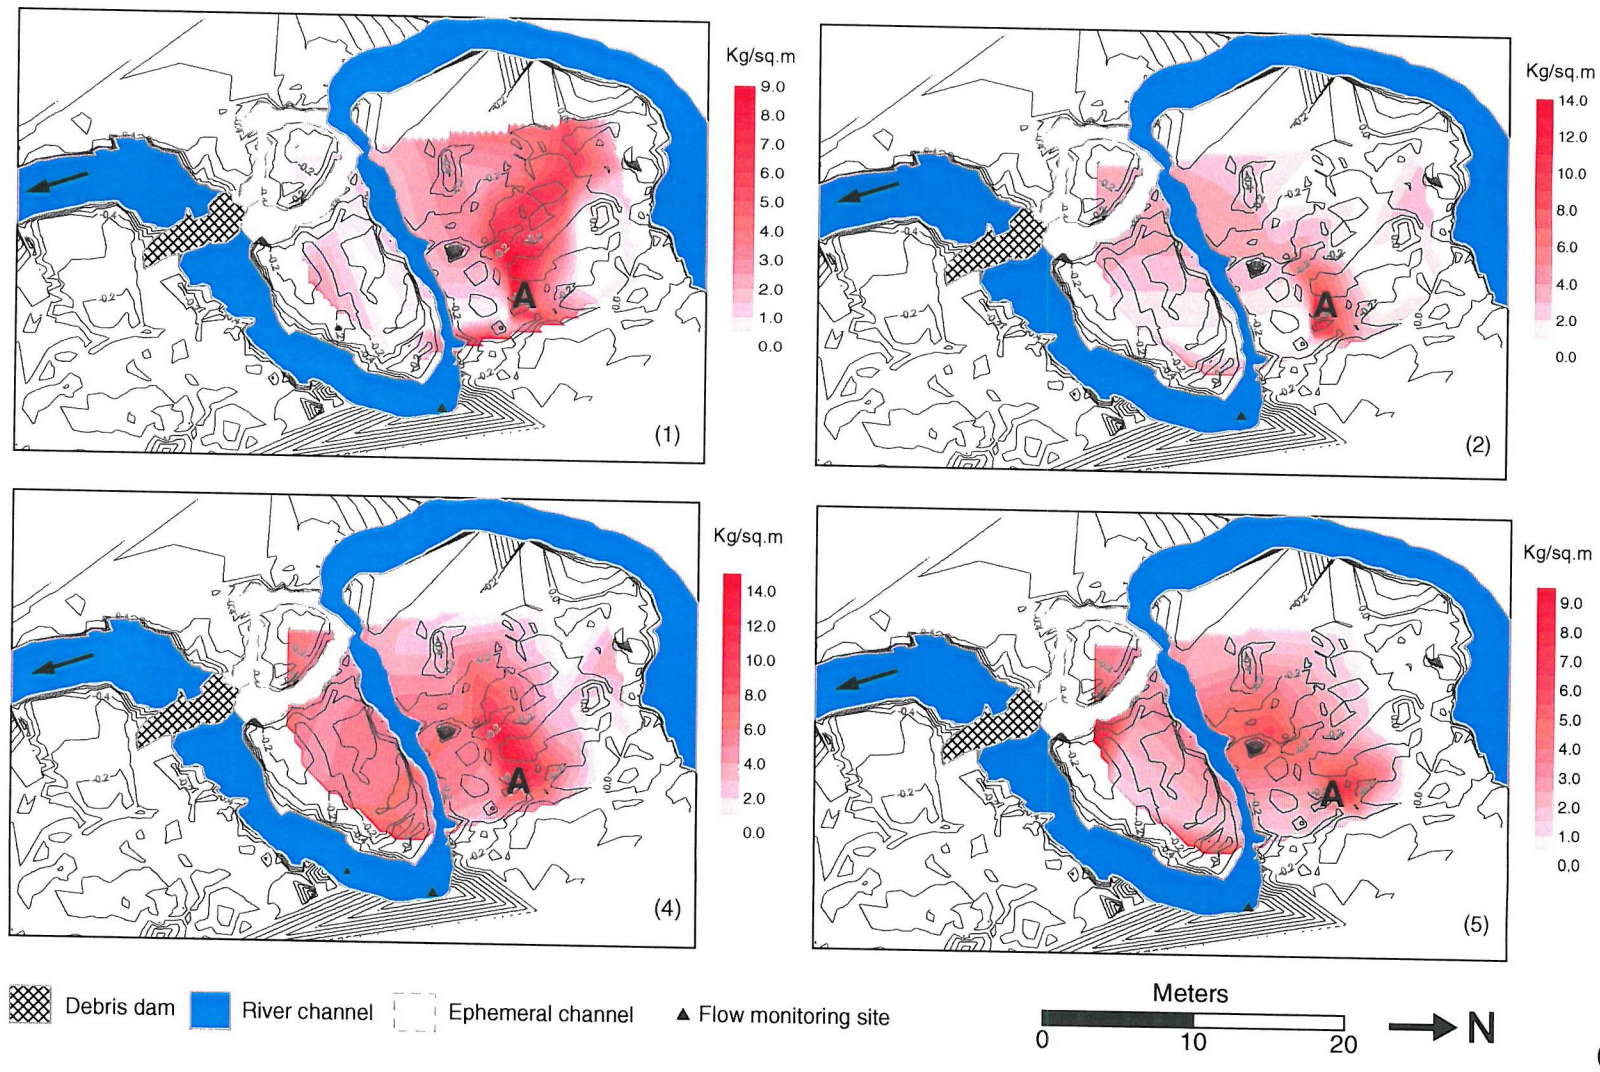 Kg/sq.m
9.0
8.0
7.0
6.0
5.0
4.0
3.0
2.0
1.0
0.0
A
(1)
Kg/sq.m
14.0
12.0
10.0
8.0
6.0
4.0
2.0
0.0
A
(2)
Kg/sq.m
14.0
12.0
10.0
8.0
6.0
4.0
2.0
0.0
A
(4)
Kg/sq.m
9.0
8.0
7.0
6.0
5.0
4.0
3.0
2.0
1.0
0.0
A
(5)
Debris dam
River channel
Ephemeral channel
Flow monitoring site
Meters
0 10 20
N